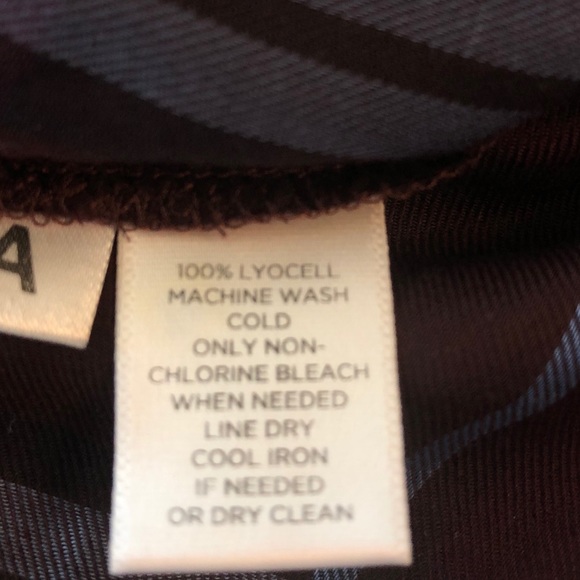 A
100% LYOCELL
MACHINE WASH
COLD
ONLY NON-
CHLORINE BLEACH
WHEN NEEDED
LINE DRY
COOL IRON
IF NEEDED
OR DRY CLEAN